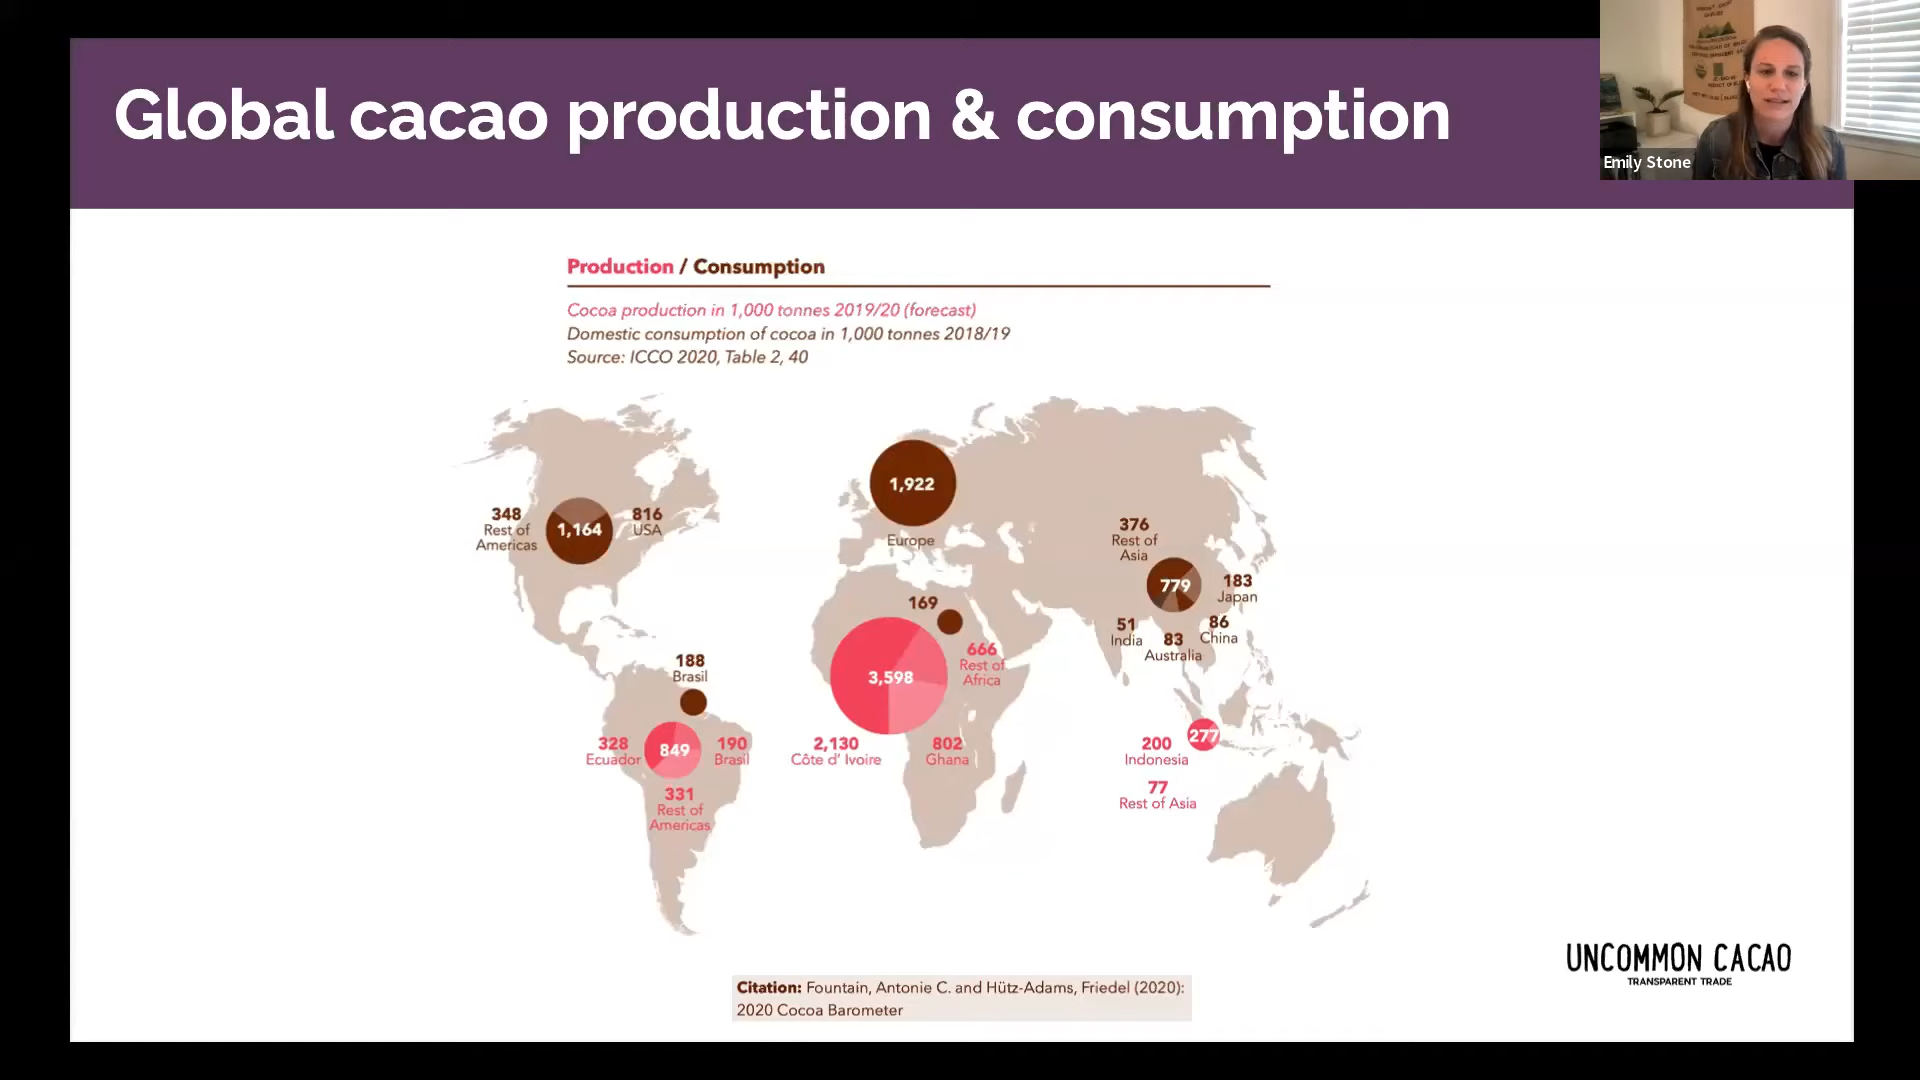 Global cacao production & consumption
Emily Stone
Production / Consumption
Cocoa production in 1,000 tonnes 2019/20 (forecast)
Domestic consumption of cocoa in 1,000 tonnes 2018/19
Source: ICCO 2020, Table 2, 40
348
Rest of
Americas
1,164
816
USA
1,922
Europe
376
Rest of
Asia
779
183
Japan
51
India
83
Australia
86
China
169
188
Brasil
3,598
666
Rest of
Africa
2,130
Côte d' Ivoire
802
Ghana
328
Ecuador
849
190
Brasil
331
Rest of
Americas
277
200
Indonesia
77
Rest of Asia
UNCOMMON CACAO
TRANSPARENT TRADE
Citation: Fountain, Antonie C. and Hütz-Adams, Friedel (2020):
2020 Cocoa Barometer